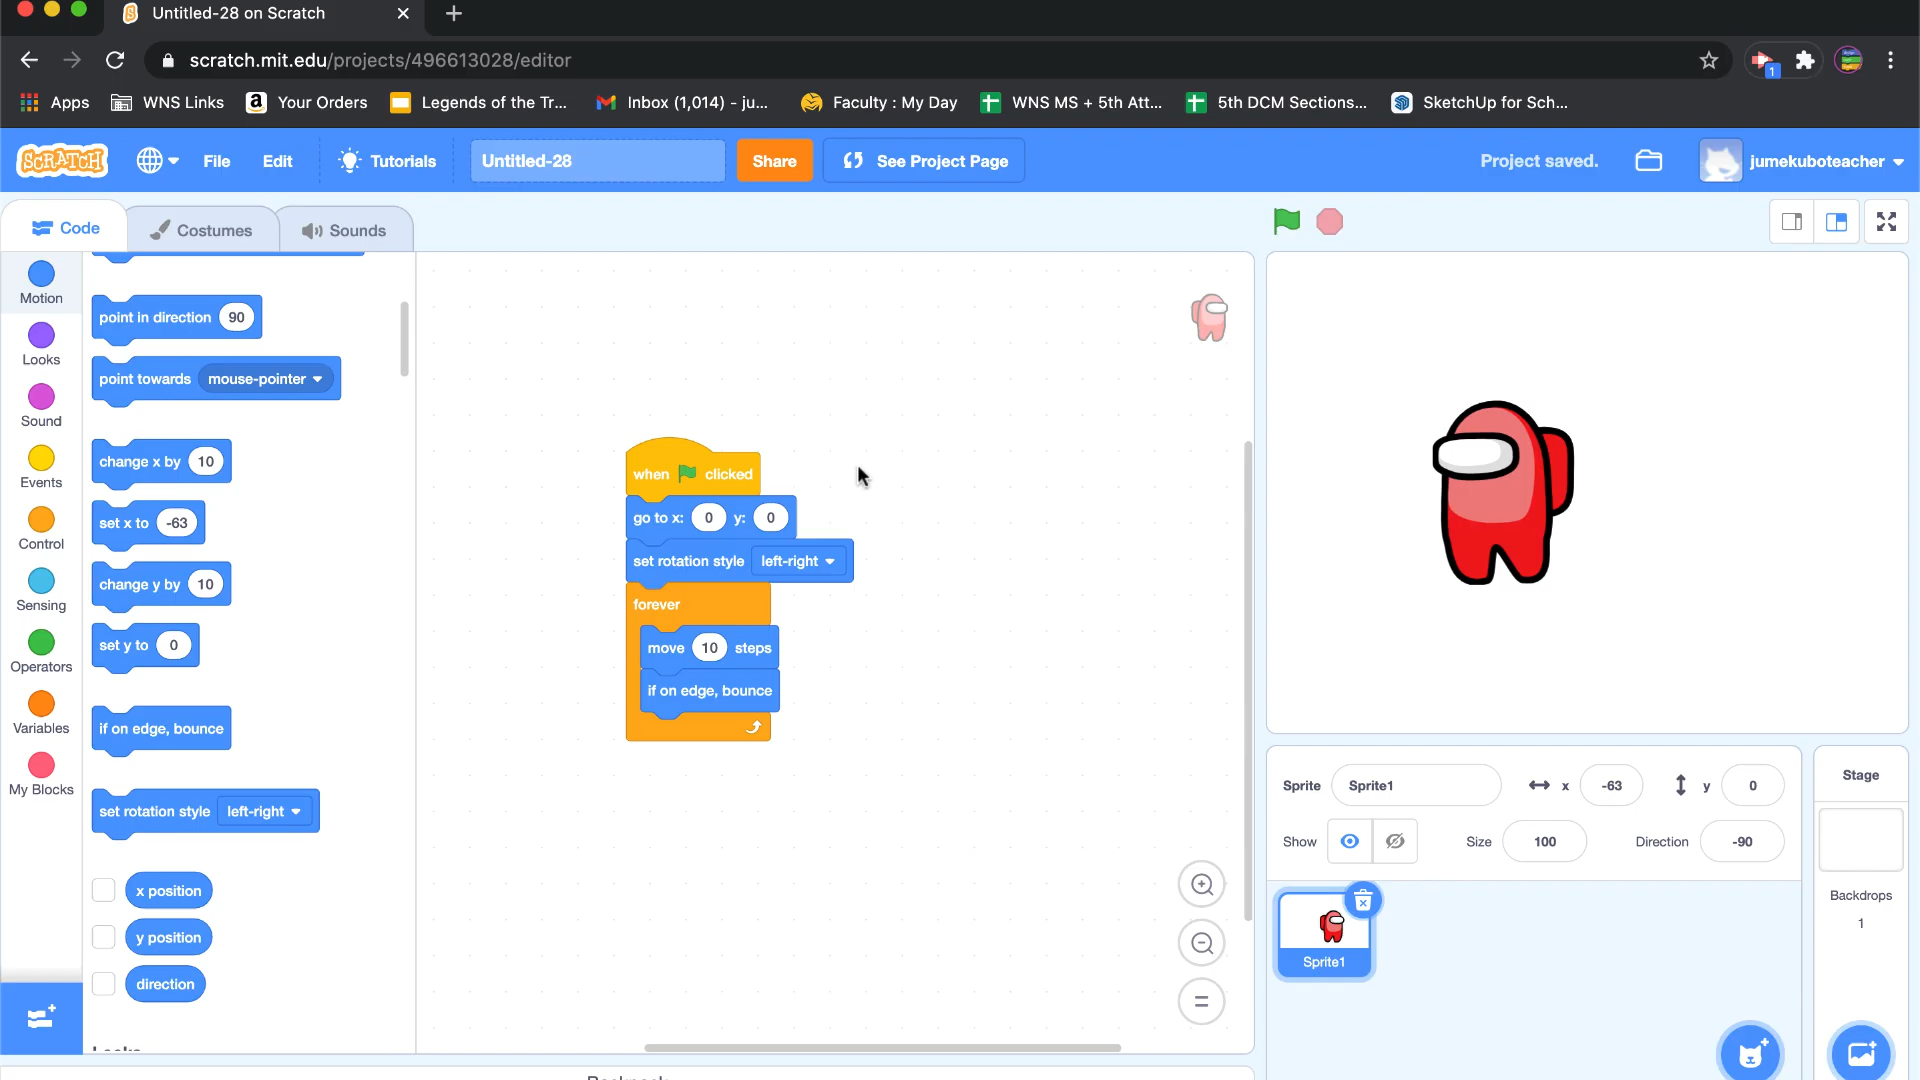 Untitled-28 on Scratch
scratch.mit.edu/projects/496613028/editor
1
Apps WNS Links Your Orders Legends of the Tr... Inbox (1,014) - ju... Faculty : My Day WNS MS + 5th Att... 5th DCM Sections... SketchUp for Sch...
SCRATCH File Edit Tutorials Untitled-28 Share See Project Page Project saved. jumekuboteacher
Code Costumes Sounds
Motion
Looks
Sound
Events
Control
Sensing
Operators
Variables
My Blocks
point in direction 90
point towards mouse-pointer
change x by 10
set x to -63
change y by 10
set y to 0
if on edge, bounce
set rotation style left-right
x position
y position
direction
when clicked
go to x: 0 y: 0
set rotation style left-right
forever
move 10 steps
if on edge, bounce
Sprite Sprite1 x -63 y 0
Show Size 100 Direction -90
Sprite1
Stage
Backdrops
1